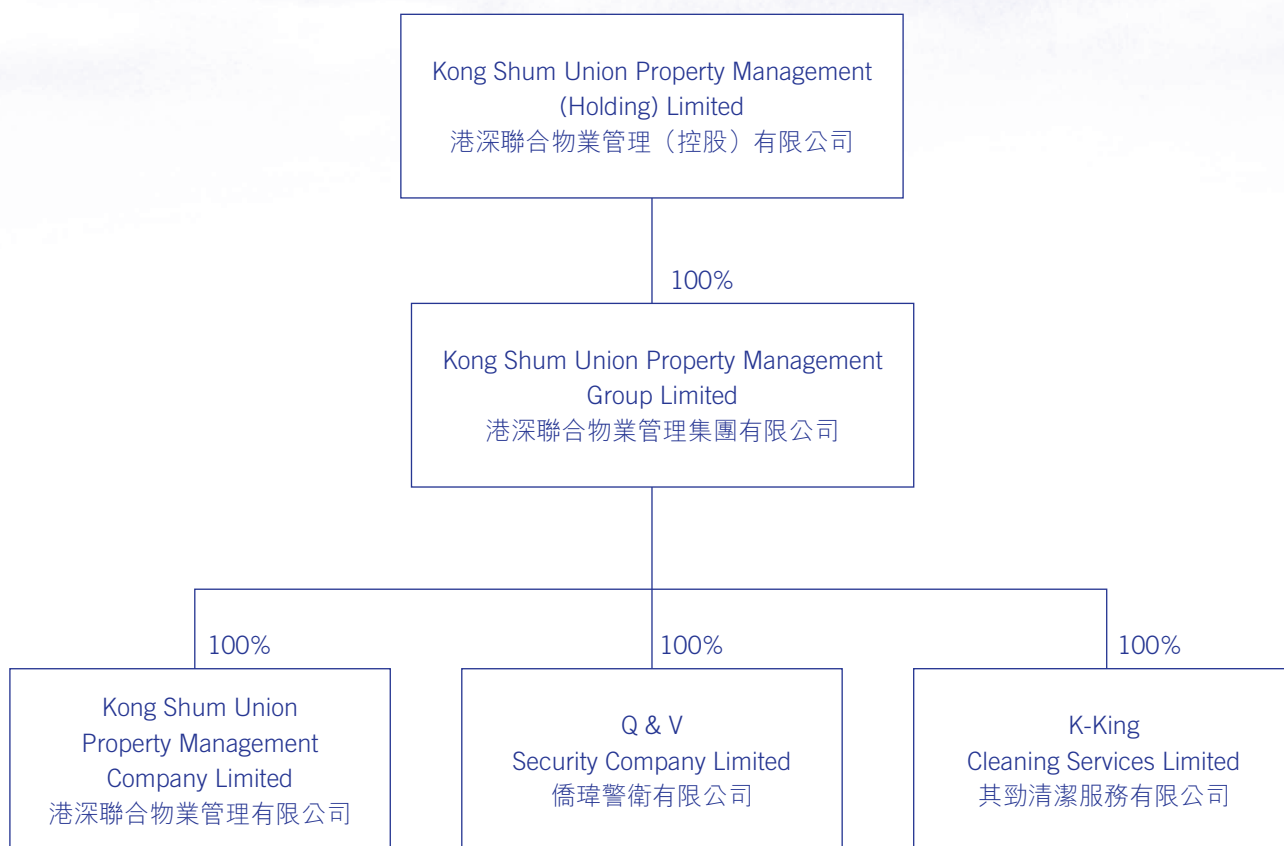 Kong Shum Union Property Management
(Holding) Limited
港深聯合物業管理（控股）有限公司
100%
Kong Shum Union Property Management
Group Limited
港深聯合物業管理集團有限公司
100%
100%
100%
Kong Shum Union
Property Management
Company Limited
港深聯合物業管理有限公司
Q & V
Security Company Limited
僑瑋警衛有限公司
K-King
Cleaning Services Limited
其勁清潔服務有限公司